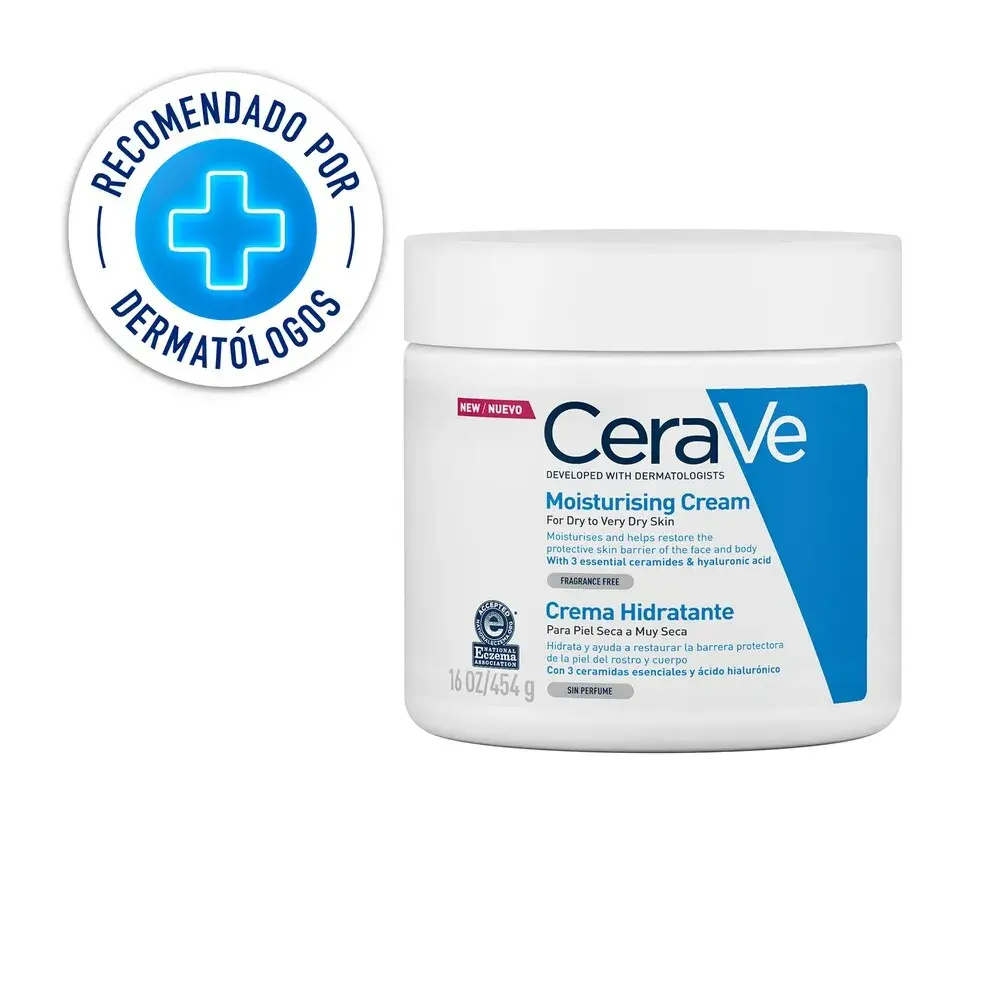 RECOMENDADO POR
DERMATÓLOGOS
NEW / NUEVO
CeraVe
DEVELOPED WITH DERMATOLOGISTS
Moisturising Cream
For Dry to Very Dry Skin
Moisturises and helps restore the
protective skin barrier of the face and body
With 3 essential ceramides & hyaluronic acid
FRAGRANCE FREE
Crema Hidratante
Para Piel Seca a Muy Seca
Hidrata y ayuda a restaurar la barrera protectora
de la piel del rostro y cuerpo
Con 3 ceramidas esenciales y ácido hialurónico
SIN PERFUME
ACCEPTED
NATIONALECZEMA.ORG
e
NATIONAL
Eczema
ASSOCIATION
16 OZ/454 g